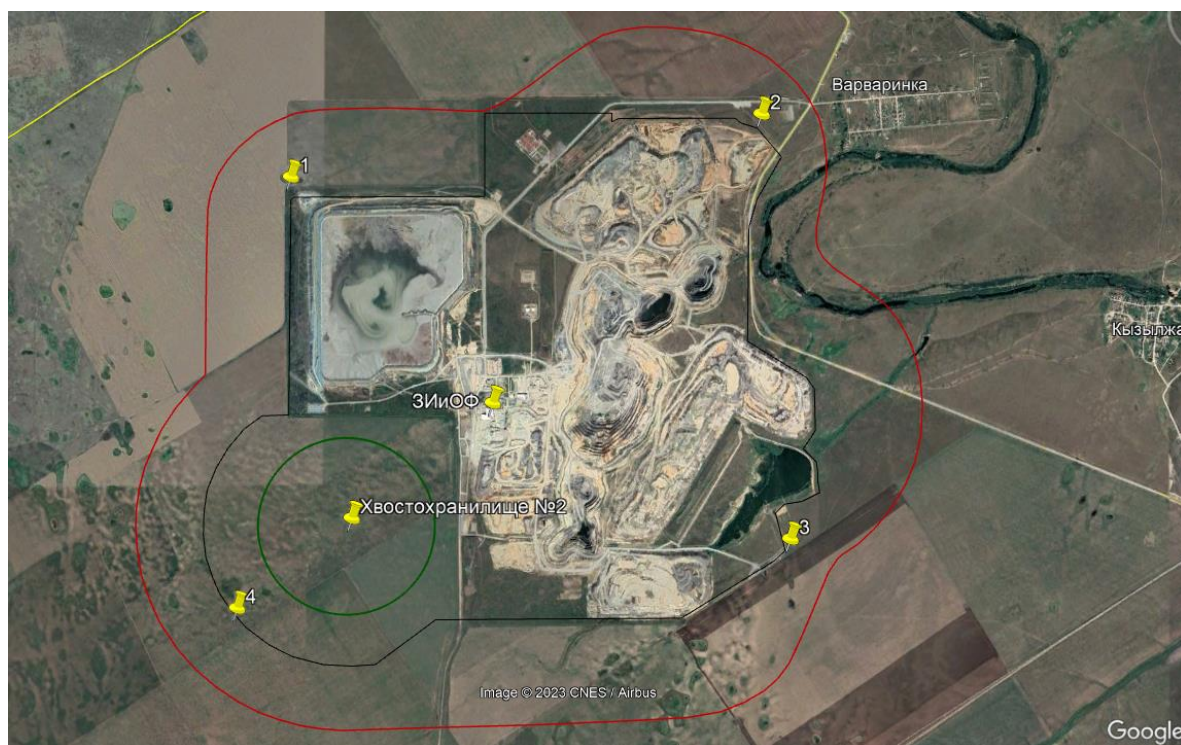 2
Варваринка
1
Кызылжа
ЗИиОФ
Хвостохранилище №2
3
4
Image © 2023 CNES / Airbus
Google